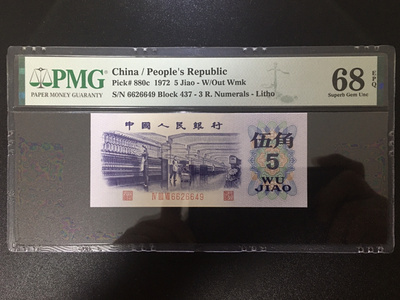 PMG
PAPER MONEY GUARANTY
China / People's Republic
Pick# 880c 1972 5 Jiao - W/Out Wmk
S/N 6626649 Block 437 - 3 R. Numerals - Litho
68 EPQ
Superb Gem Unc
中國人民銀行
伍角
5
WU
JIAO
6626649